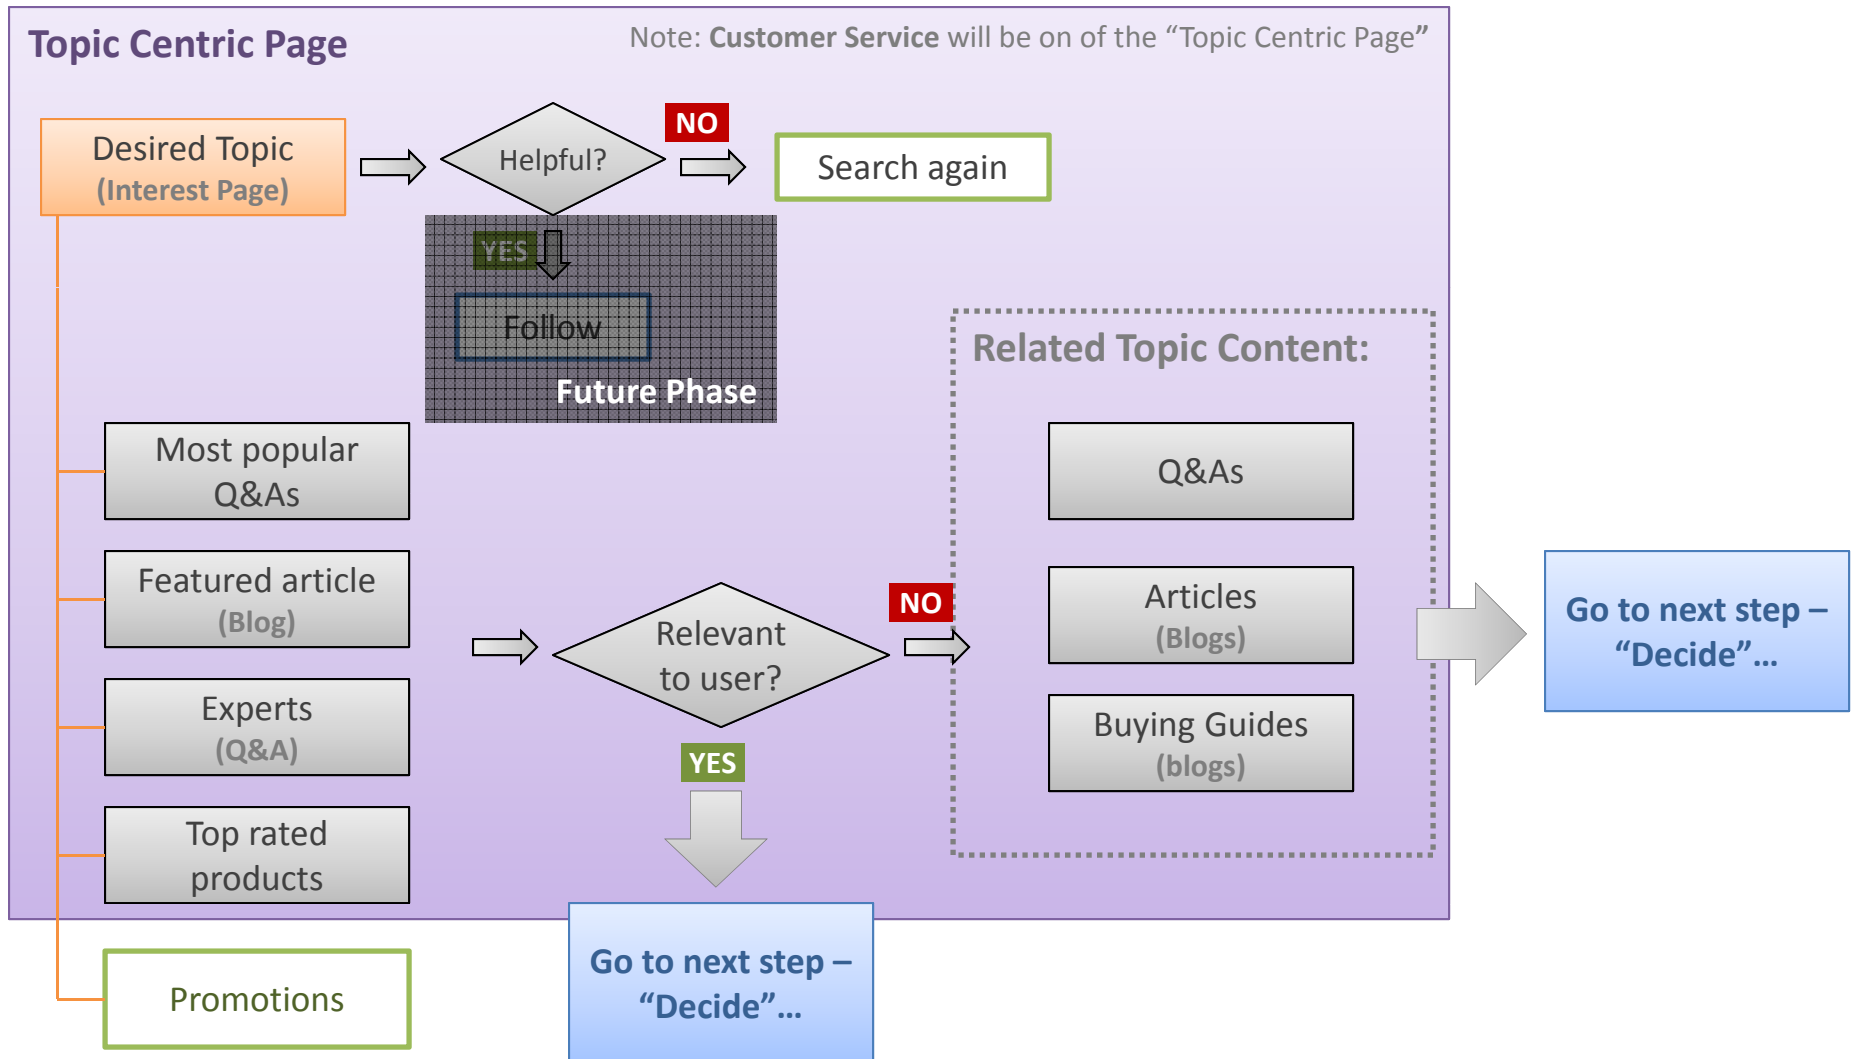 Topic Centric Page
Note: Customer Service will be on of the “Topic Centric Page”
Desired Topic
(Interest Page)
Helpful?
NO
Search again
YES
Follow
Future Phase
Most popular
Q&As
Featured article
(Blog)
Experts
(Q&A)
Top rated
products
Promotions
Relevant
to user?
NO
YES
Related Topic Content:
Q&As
Articles
(Blogs)
Buying Guides
(blogs)
Go to next step –
“Decide”...
Go to next step –
“Decide”...